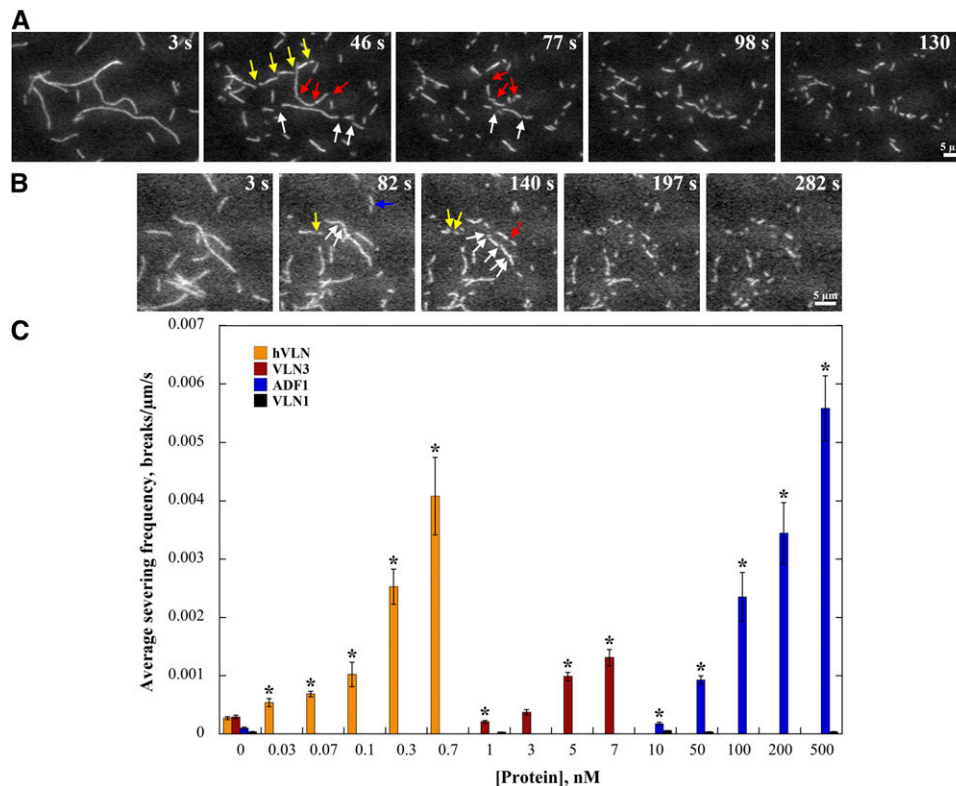 A
3 s 46 s 77 s 98 s 130
5 µm
B
3 s 82 s 140 s 197 s 282 s
5 µm
C
0.007
0.006
0.005
0.004
0.003
0.002
0.001
0
Average severing frequency, breaks/µm/s
hVLN
VLN3
ADF1
VLN1
* * * * * * * * * * * * *
0 0.03 0.07 0.1 0.3 0.7 1 3 5 7 10 50 100 200 500
[Protein], nM